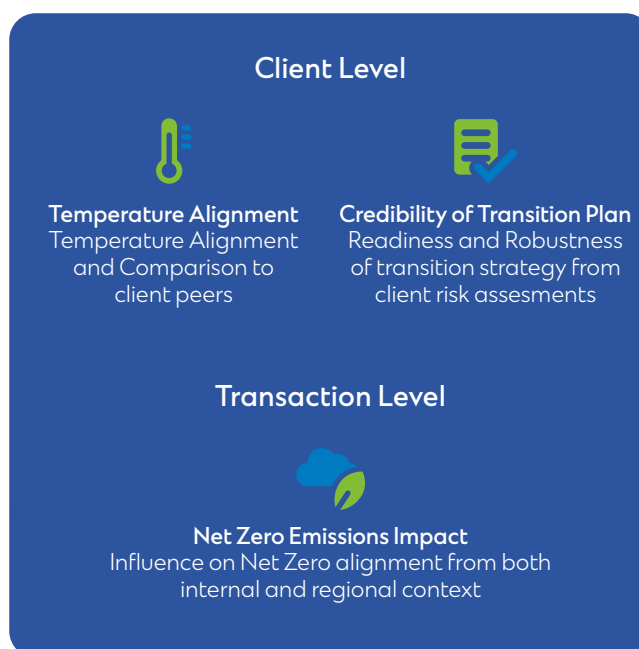 Client Level
Temperature Alignment
Temperature Alignment
and Comparison to
client peers
Credibility of Transition Plan
Readiness and Robustness
of transition strategy from
client risk assesments
Transaction Level
Net Zero Emissions Impact
Influence on Net Zero alignment from both
internal and regional context